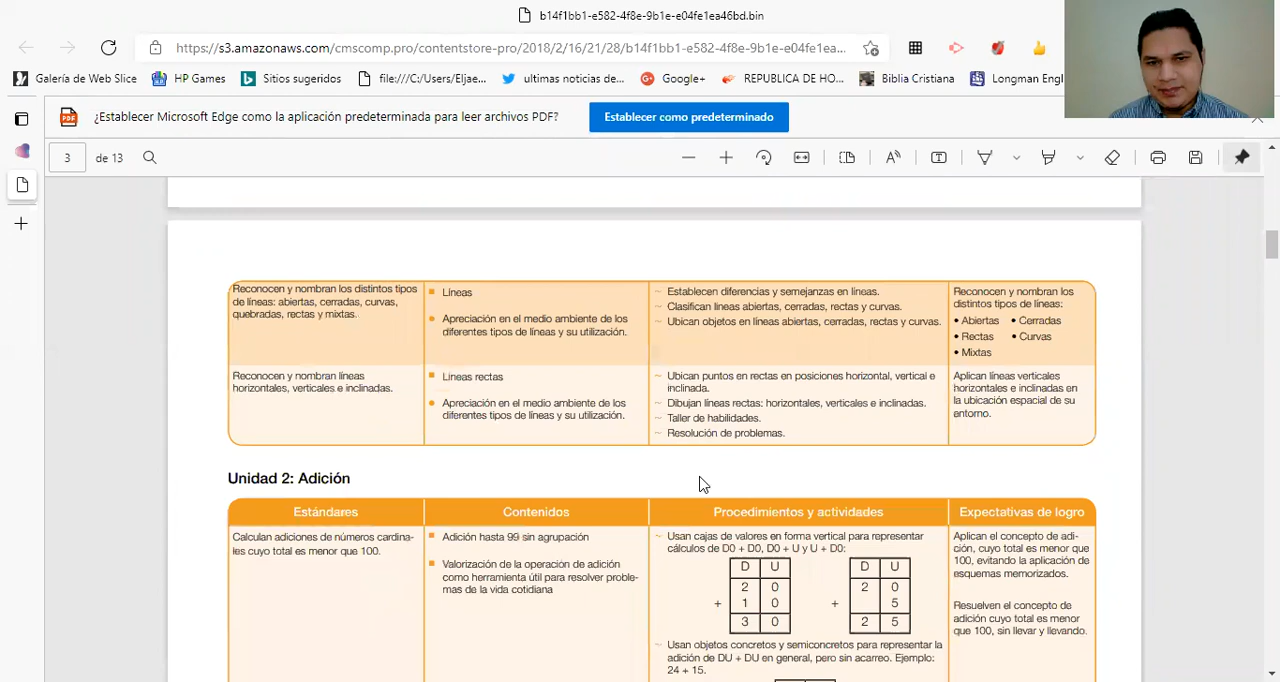 b14f1bb1-e582-4f8e-9b1e-e04fe1ea46bd.bin
https://s3.amazonaws.com/cmscomp.pro/contentstore-pro/2018/2/16/21/28/b14f1bb1-e582-4f8e-9b1e-e04fe1ea...
Galería de Web Slice
HP Games
Sitios sugeridos
file:///C:/Users/Eljae...
ultimas noticias de...
Google+
REPUBLICA DE HO...
Biblia Cristiana
Longman Engl
¿Establecer Microsoft Edge como la aplicación predeterminada para leer archivos PDF?
Establecer como predeterminado
3 de 13
Reconocen y nombran los distintos tipos
de líneas: abiertas, cerradas, curvas,
quebradas, rectas y mixtas.
Líneas
Apreciación en el medio ambiente de los
diferentes tipos de líneas y su utilización.
~ Establecen diferencias y semejanzas en líneas.
~ Clasifican líneas abiertas, cerradas, rectas y curvas.
~ Ubican objetos en líneas abiertas, cerradas, rectas y curvas.
Reconocen y nombran los
distintos tipos de líneas:
• Abiertas • Cerradas
• Rectas • Curvas
• Mixtas
Reconocen y nombran líneas
horizontales, verticales e inclinadas.
Líneas rectas
Apreciación en el medio ambiente de los
diferentes tipos de líneas y su utilización.
~ Ubican puntos en rectas en posiciones horizontal, vertical e
inclinada.
~ Dibujan líneas rectas: horizontales, verticales e inclinadas.
~ Taller de habilidades.
~ Resolución de problemas.
Aplican líneas verticales
horizontales e inclinadas en
la ubicación espacial de su
entorno.
Unidad 2: Adición
Estándares
Contenidos
Procedimientos y actividades
Expectativas de logro
Calculan adiciones de números cardina-
les cuyo total es menor que 100.
Adición hasta 99 sin agrupación
Valorización de la operación de adición
como herramienta útil para resolver proble-
mas de la vida cotidiana
~ Usan cajas de valores en forma vertical para representar
cálculos de D0 + D0, D0 + U y U + D0:
D U
2 0
+ 1 0
3 0
D U
2 0
+ 5
2 5
~ Usan objetos concretos y semiconcretos para representar la
adición de DU + DU en general, pero sin acarreo. Ejemplo:
24 + 15.
Aplican el concepto de adi-
ción, cuyo total es menor que
100, evitando la aplicación de
esquemas memorizados.
Resuelven el concepto de
adición cuyo total es menor
que 100, sin llevar y llevando.